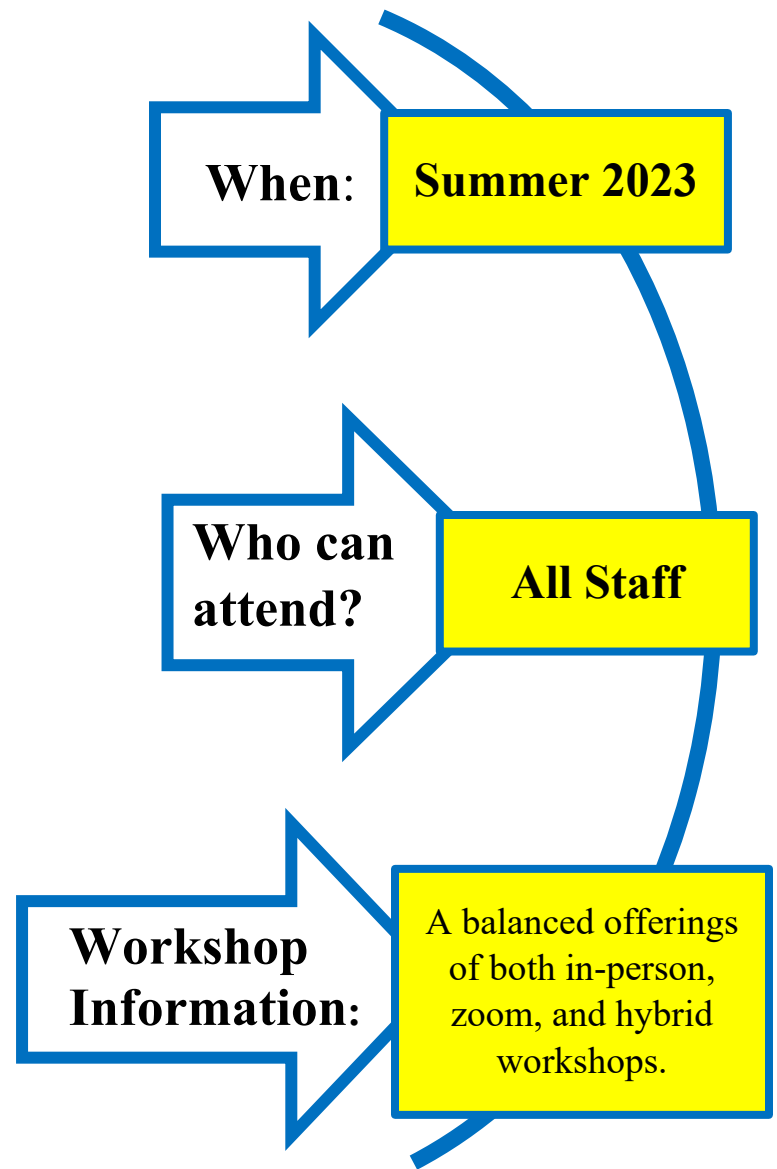 When:
Summer 2023
Who can
attend?
All Staff
Workshop
Information:
A balanced offerings
of both in-person,
zoom, and hybrid
workshops.